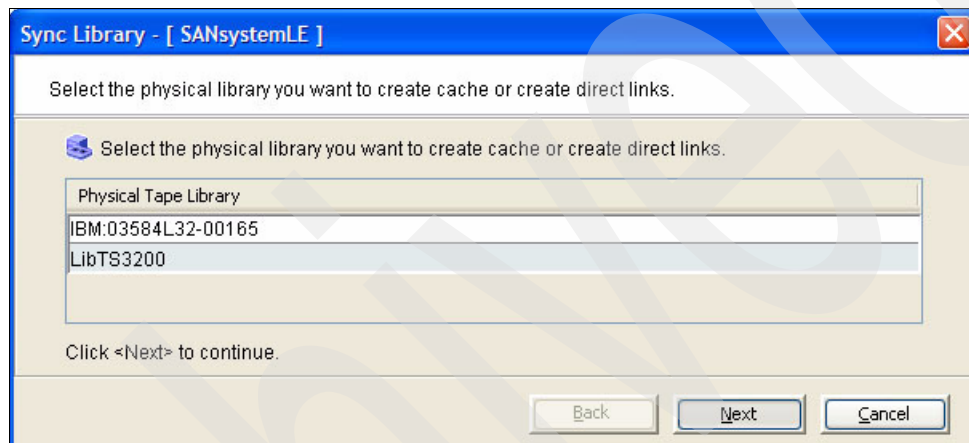 Sync Library - [ SANsystemLE ]
Select the physical library you want to create cache or create direct links.
Select the physical library you want to create cache or create direct links.
Physical Tape Library
IBM:03584L32-00165
LibTS3200
Click <Next> to continue.
Back Next Cancel